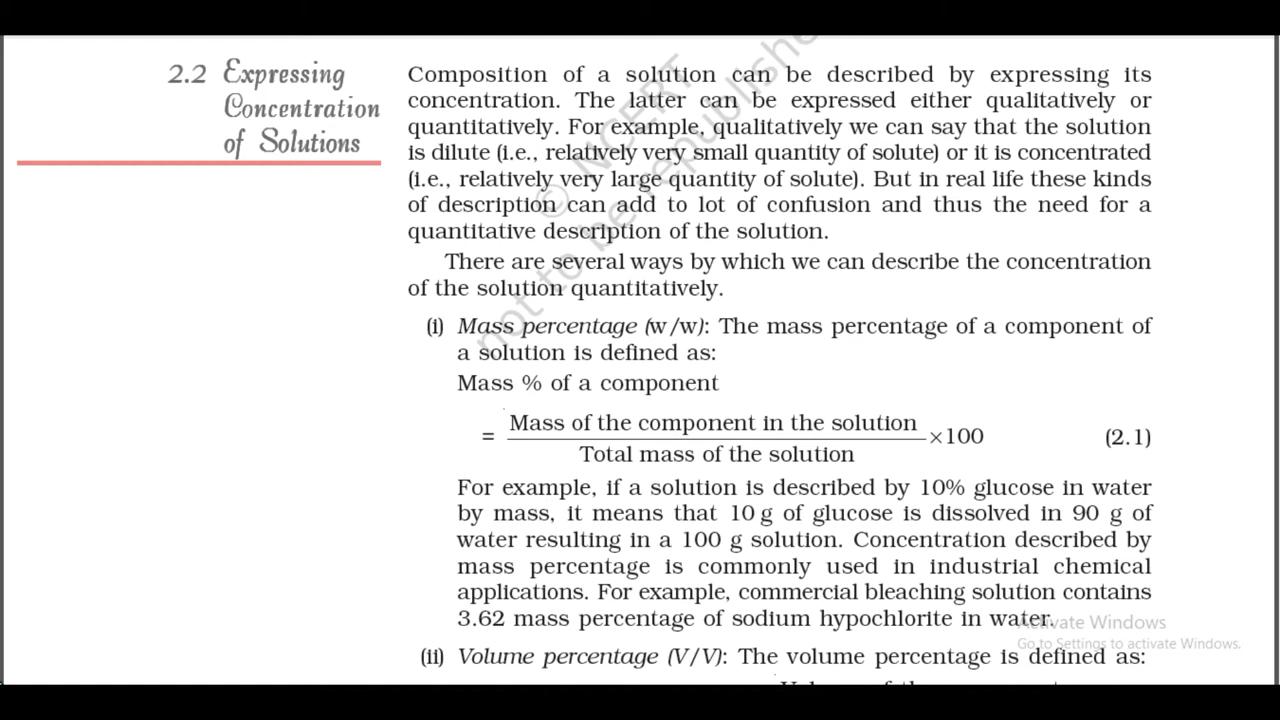 2.2 Expressing
Concentration
of Solutions
Composition of a solution can be described by expressing its
concentration. The latter can be expressed either qualitatively or
quantitatively. For example, qualitatively we can say that the solution
is dilute (i.e., relatively very small quantity of solute) or it is concentrated
(i.e., relatively very large quantity of solute). But in real life these kinds
of description can add to lot of confusion and thus the need for a
quantitative description of the solution.
There are several ways by which we can describe the concentration
of the solution quantitatively.
(i) Mass percentage (w/w): The mass percentage of a component of
a solution is defined as:
Mass % of a component
= Mass of the component in the solution
Total mass of the solution
×100 (2.1)
For example, if a solution is described by 10% glucose in water
by mass, it means that 10 g of glucose is dissolved in 90 g of
water resulting in a 100 g solution. Concentration described by
mass percentage is commonly used in industrial chemical
applications. For example, commercial bleaching solution contains
3.62 mass percentage of sodium hypochlorite in water.
(ii) Volume percentage (V/V): The volume percentage is defined as:
© NCERT
not to be
Activate Windows
Go to Settings to activate Windows.